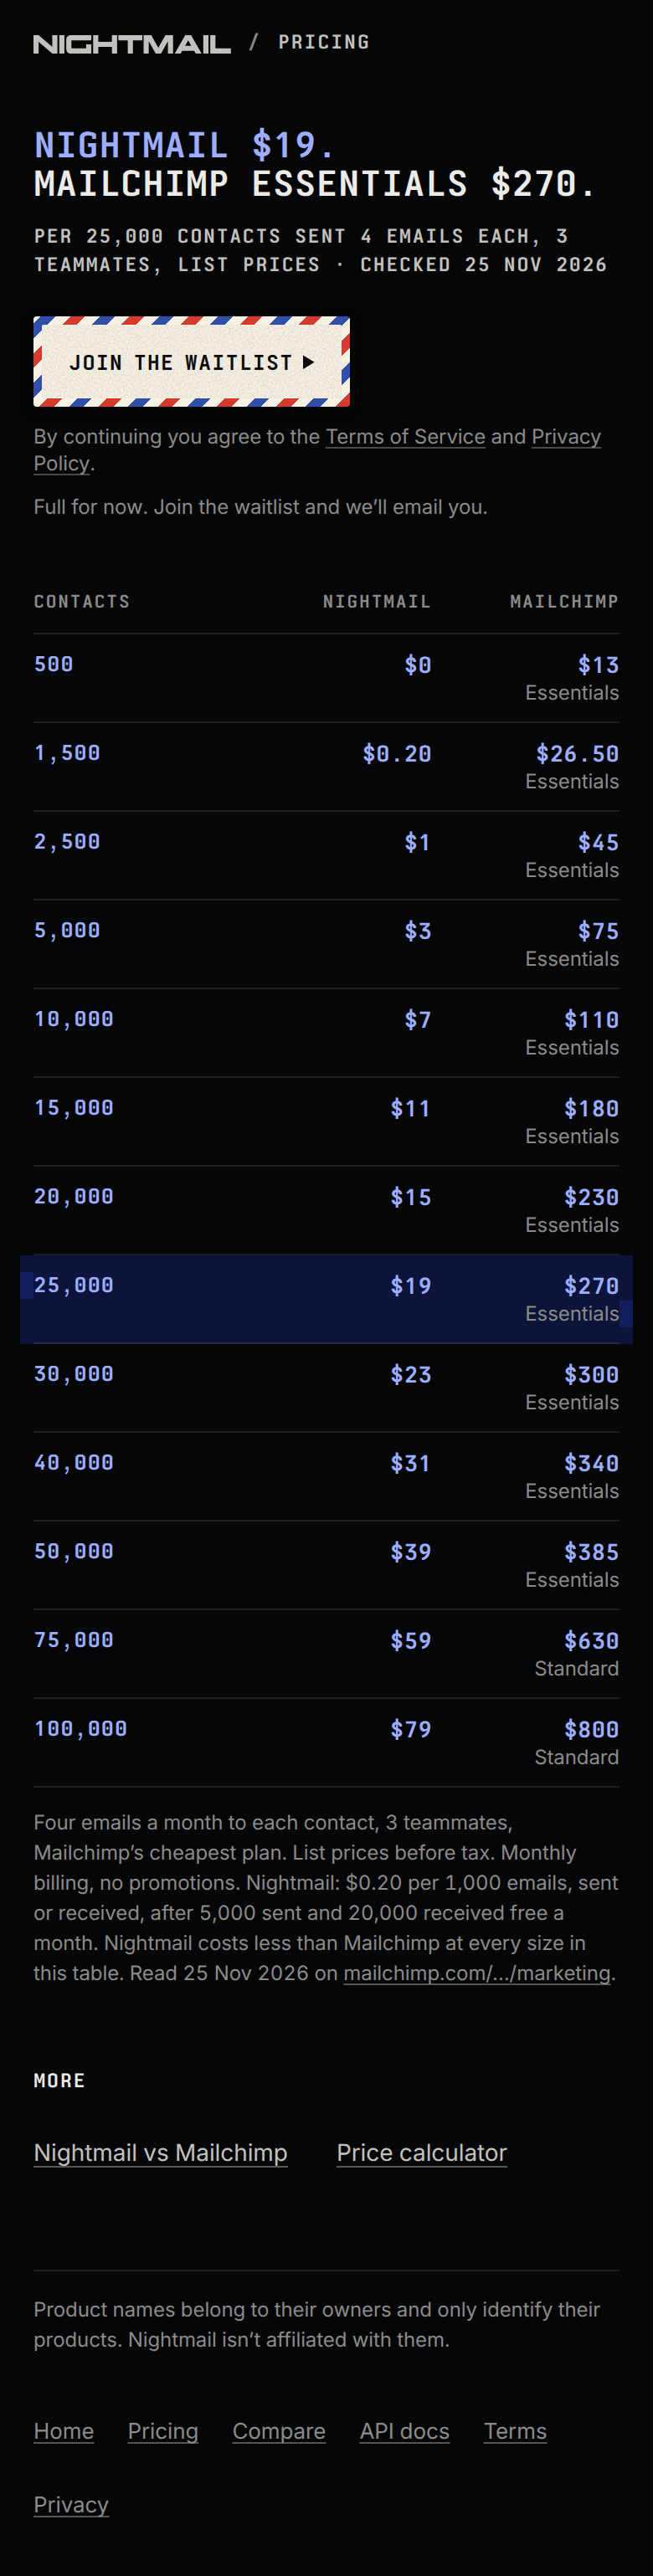 NIGHTMAIL / PRICING
NIGHTMAIL $19.
MAILCHIMP ESSENTIALS $270.
PER 25,000 CONTACTS SENT 4 EMAILS EACH, 3
TEAMMATES, LIST PRICES · CHECKED 25 NOV 2026
JOIN THE WAITLIST ▶
By continuing you agree to the Terms of Service and Privacy
Policy.
Full for now. Join the waitlist and we’ll email you.
CONTACTS NIGHTMAIL MAILCHIMP
500 $0 $13
Essentials
1,500 $0.20 $26.50
Essentials
2,500 $1 $45
Essentials
5,000 $3 $75
Essentials
10,000 $7 $110
Essentials
15,000 $11 $180
Essentials
20,000 $15 $230
Essentials
25,000 $19 $270
Essentials
30,000 $23 $300
Essentials
40,000 $31 $340
Essentials
50,000 $39 $385
Essentials
75,000 $59 $630
Standard
100,000 $79 $800
Standard
Four emails a month to each contact, 3 teammates,
Mailchimp’s cheapest plan. List prices before tax. Monthly
billing, no promotions. Nightmail: $0.20 per 1,000 emails, sent
or received, after 5,000 sent and 20,000 received free a
month. Nightmail costs less than Mailchimp at every size in
this table. Read 25 Nov 2026 on mailchimp.com/…/marketing.
MORE
Nightmail vs Mailchimp Price calculator
Product names belong to their owners and only identify their
products. Nightmail isn’t affiliated with them.
Home Pricing Compare API docs Terms
Privacy